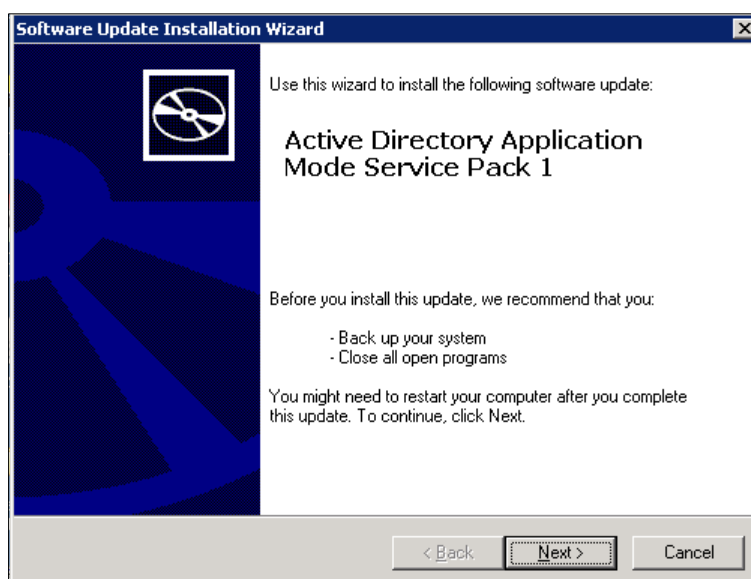 Software Update Installation Wizard
Use this wizard to install the following software update:
Active Directory Application
Mode Service Pack 1
Before you install this update, we recommend that you:
- Back up your system
- Close all open programs
You might need to restart your computer after you complete
this update. To continue, click Next.
< Back
Next >
Cancel